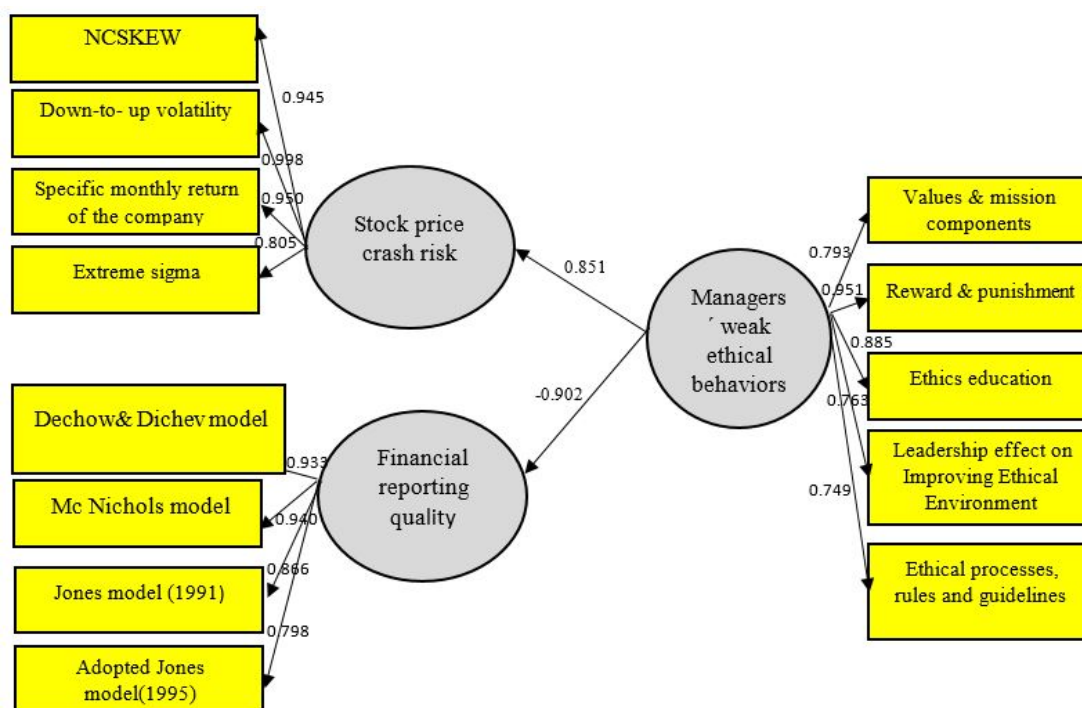 NCSKEW
0.945
Down-to- up volatility
0.998
Specific monthly return
of the company
0.950
Extreme sigma
0.805
Stock price
crash risk
0.851
Managers
´ weak
ethical
behaviors
-0.902
Values & mission
components
0.793
Reward & punishment
0.951
Ethics education
0.885
Leadership effect on
Improving Ethical
Environment
0.763
Ethical processes,
rules and guidelines
0.749
Dechow& Dichev model
0.933
Mc Nichols model
0.940
Jones model (1991)
0.866
Adopted Jones
model(1995)
0.798
Financial
reporting
quality